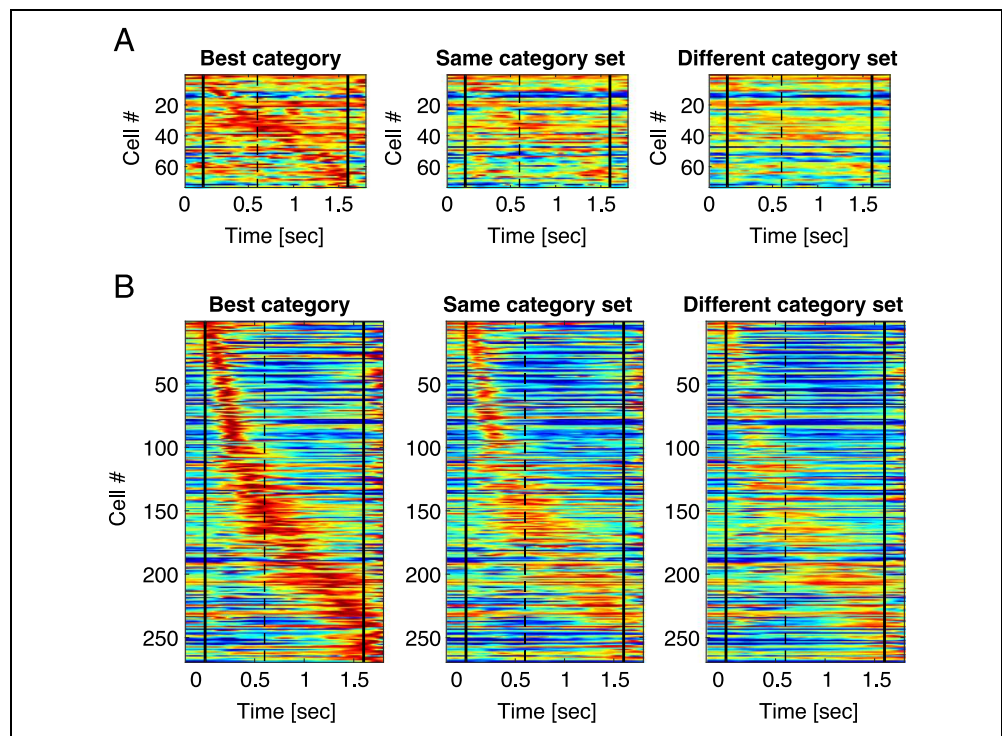 A
Best category
Same category set
Different category set
Cell #
20
40
60
20
40
60
20
40
60
0 0.5 1 1.5
0 0.5 1 1.5
0 0.5 1 1.5
Time [sec]
Time [sec]
Time [sec]
B
Best category
Same category set
Different category set
Cell #
50
100
150
200
250
50
100
150
200
250
50
100
150
200
250
0 0.5 1 1.5
0 0.5 1 1.5
0 0.5 1 1.5
Time [sec]
Time [sec]
Time [sec]